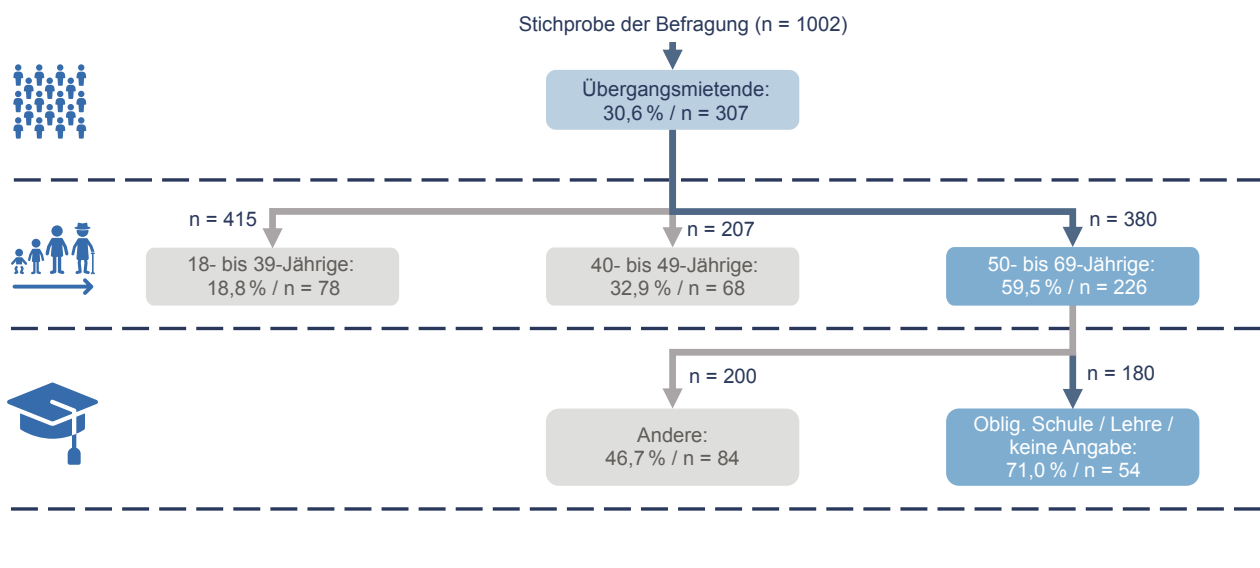 Stichprobe der Befragung (n = 1002)
Übergangsmietende:
30,6 % / n = 307
n = 415
n = 207
n = 380
18- bis 39-Jährige:
18,8 % / n = 78
40- bis 49-Jährige:
32,9 % / n = 68
50- bis 69-Jährige:
59,5 % / n = 226
n = 200
n = 180
Andere:
46,7 % / n = 84
Oblig. Schule / Lehre /
keine Angabe:
71,0 % / n = 54